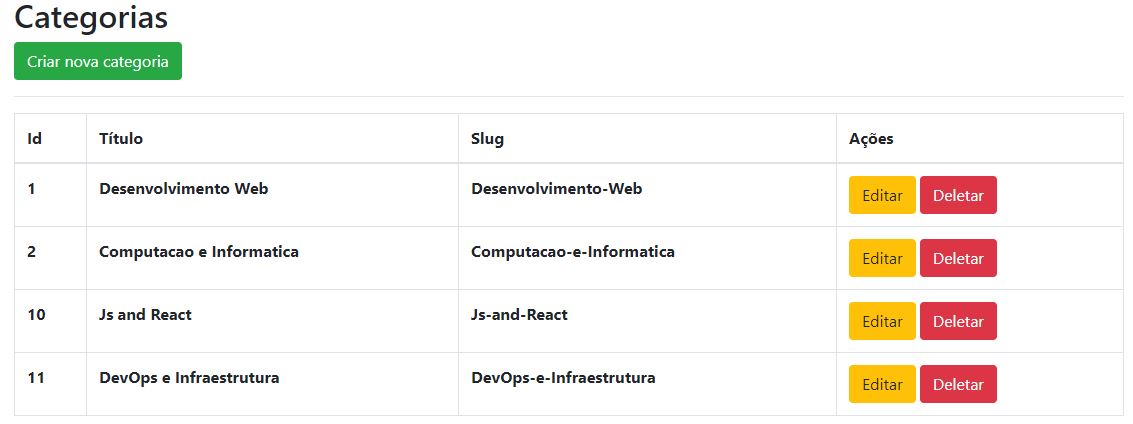 Categorias
Criar nova categoria
Id Título Slug Ações
1 Desenvolvimento Web Desenvolvimento-Web Editar Deletar
2 Computacao e Informatica Computacao-e-Informatica Editar Deletar
10 Js and React Js-and-React Editar Deletar
11 DevOps e Infraestrutura DevOps-e-Infraestrutura Editar Deletar